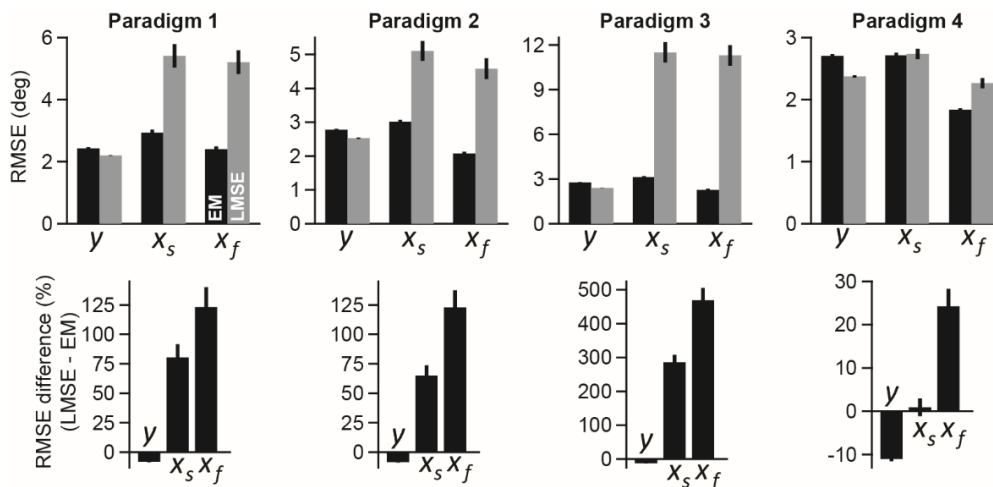 Paradigm 1 Paradigm 2 Paradigm 3 Paradigm 4
RMSE (deg)
6 4 2 0
5 4 3 2 1 0
12 9 6 3 0
3 2 1 0
EM
LMSE
y xs xf
y xs xf
y xs xf
y xs xf
RMSE difference (%)
(LMSE - EM)
125 100 75 50 25 0
125 100 75 50 25 0
500 400 300 200 100 0
30 20 10 0 -10
y xs xf
y xs xf
y xs xf
y xs xf